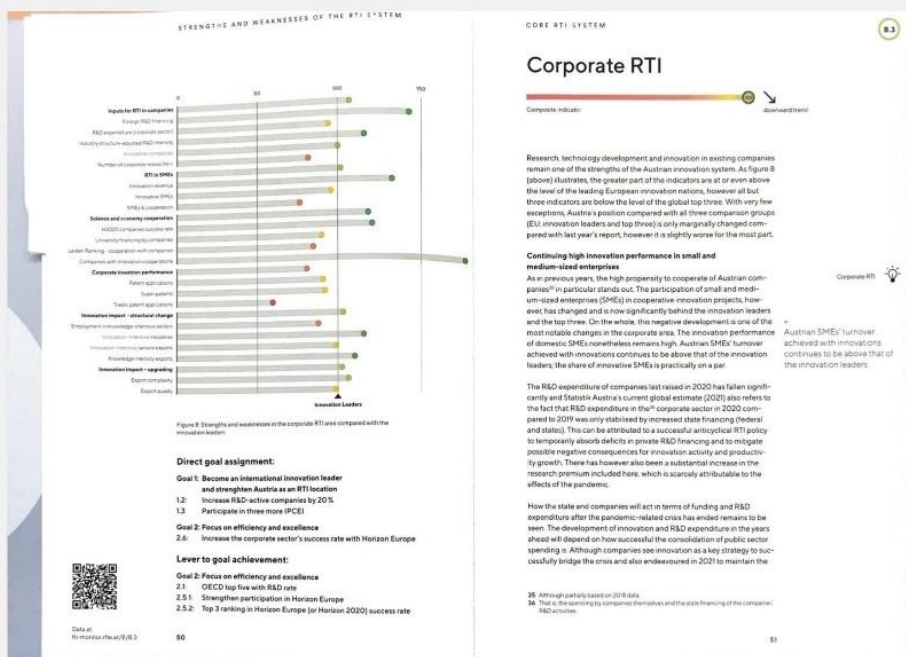 STRENGTHS AND WEAKNESSES OF THE RTI SYSTEM
0 50 100 150
Inputs for RTI in companies
Foreign R&D financing
R&D expenditure (corporate sector)
Industry-structure-adjusted R&D intensity
Innovative companies
Number of corporate researchers
RTI in SMEs
Innovation revenue
Innovative SMEs
SMEs & cooperation
Science and economy cooperation
H2020 companies success rate
University financing by companies
Leiden Ranking - cooperation with companies
Companies with innovation cooperations
Corporate invention performance
Patent applications
Super patents
Triadic patent applications
Innovation impact - structural change
Employment in knowledge-intensive sectors
Innovation-intensive industries
Innovation-intensive service exports
Knowledge intensity exports
Innovation impact - upgrading
Export complexity
Export quality
Innovation Leaders
Figure 8: Strengths and weaknesses in the corporate RTI area compared with the
innovation leaders
Direct goal assignment:
Goal 1: Become an international innovation leader
and strenghten Austria as an RTI location
1.2: Increase R&D-active companies by 20%
1.3 Participate in three more IPCEI
Goal 2: Focus on efficiency and excellence
2.6: Increase the corporate sector's success rate with Horizon Europe
Lever to goal achievement:
Goal 2: Focus on efficiency and excellence
2.1: OECD top five with R&D rate
2.5.1: Strengthen participation in Horizon Europe
2.5.2: Top 3 ranking in Horizon Europe (or Horizon 2020) success rate
Data at
fti-monitor.rfte.at/B/B.3
50
CORE RTI SYSTEM
B.3
Corporate RTI
Composite indicator
downward trend
Research, technology development and innovation in existing companies
remain one of the strengths of the Austrian innovation system. As figure 8
(above) illustrates, the greater part of the indicators are at or even above
the level of the leading European innovation nations, however all but
three indicators are below the level of the global top three. With very few
exceptions, Austria's position compared with all three comparison groups
(EU, innovation leaders and top three) is only marginally changed com-
pared with last year's report, however it is slightly worse for the most part.
Continuing high innovation performance in small and
medium-sized enterprises
As in previous years, the high propensity to cooperate of Austrian com-
panies35 in particular stands out. The participation of small and medi-
um-sized enterprises (SMEs) in cooperative innovation projects, how-
ever, has changed and is now significantly behind the innovation leaders
and the top three. On the whole, this negative development is one of the
most notable changes in the corporate area. The innovation performance
of domestic SMEs nonetheless remains high. Austrian SMEs' turnover
achieved with innovations continues to be above that of the innovation
leaders; the share of innovative SMEs is practically on a par.
Corporate RTI
Austrian SMEs' turnover
achieved with innovations
continues to be above that of
the innovation leaders
The R&D expenditure of companies last raised in 2020 has fallen signifi-
cantly and Statistik Austria's current global estimate (2021) also refers to
the fact that R&D expenditure in the36 corporate sector in 2020 com-
pared to 2019 was only stabilised by increased state financing (federal
and states). This can be attributed to a successful anticyclical RTI policy
to temporarily absorb deficits in private R&D financing and to mitigate
possible negative consequences for innovation activity and productiv-
ity growth. There has however also been a substantial increase in the
research premium included here, which is scarcely attributable to the
effects of the pandemic.
How the state and companies will act in terms of funding and R&D
expenditure after the pandemic-related crisis has ended remains to be
seen. The development of innovation and R&D expenditure in the years
ahead will depend on how successful the consolidation of public sector
spending is. Although companies see innovation as a key strategy to suc-
cessfully bridge the crisis and also endeavoured in 2021 to maintain the
35 Although partially based on 2018 data.
36 That is, the spending by companies themselves and the state financing of the companies'
R&D activities.
51